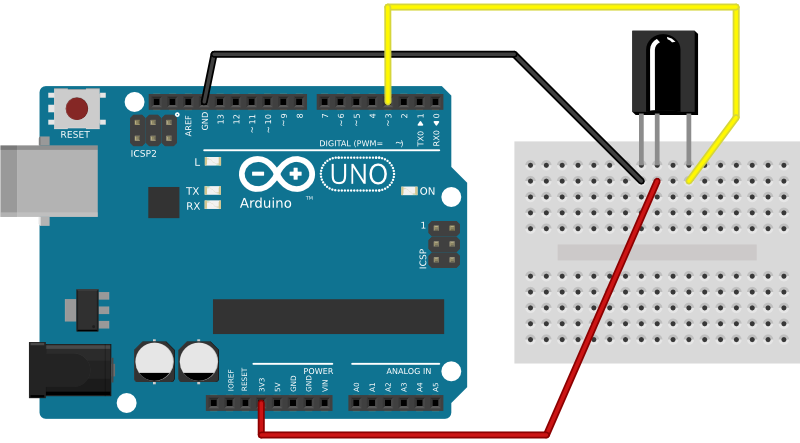 RESET
ICSP2
AREF
GND
13
12
~11
~10
~9
8
7
~6
~5
4
~3
2
TX0▶1
RX0◀0
DIGITAL (PWM= ~)
L
TX
RX
UNO
ON
Arduino
TM
1
ICSP
POWER
ANALOG IN
IOREF
RESET
3V3
5V
GND
GND
VIN
A0
A1
A2
A3
A4
A5